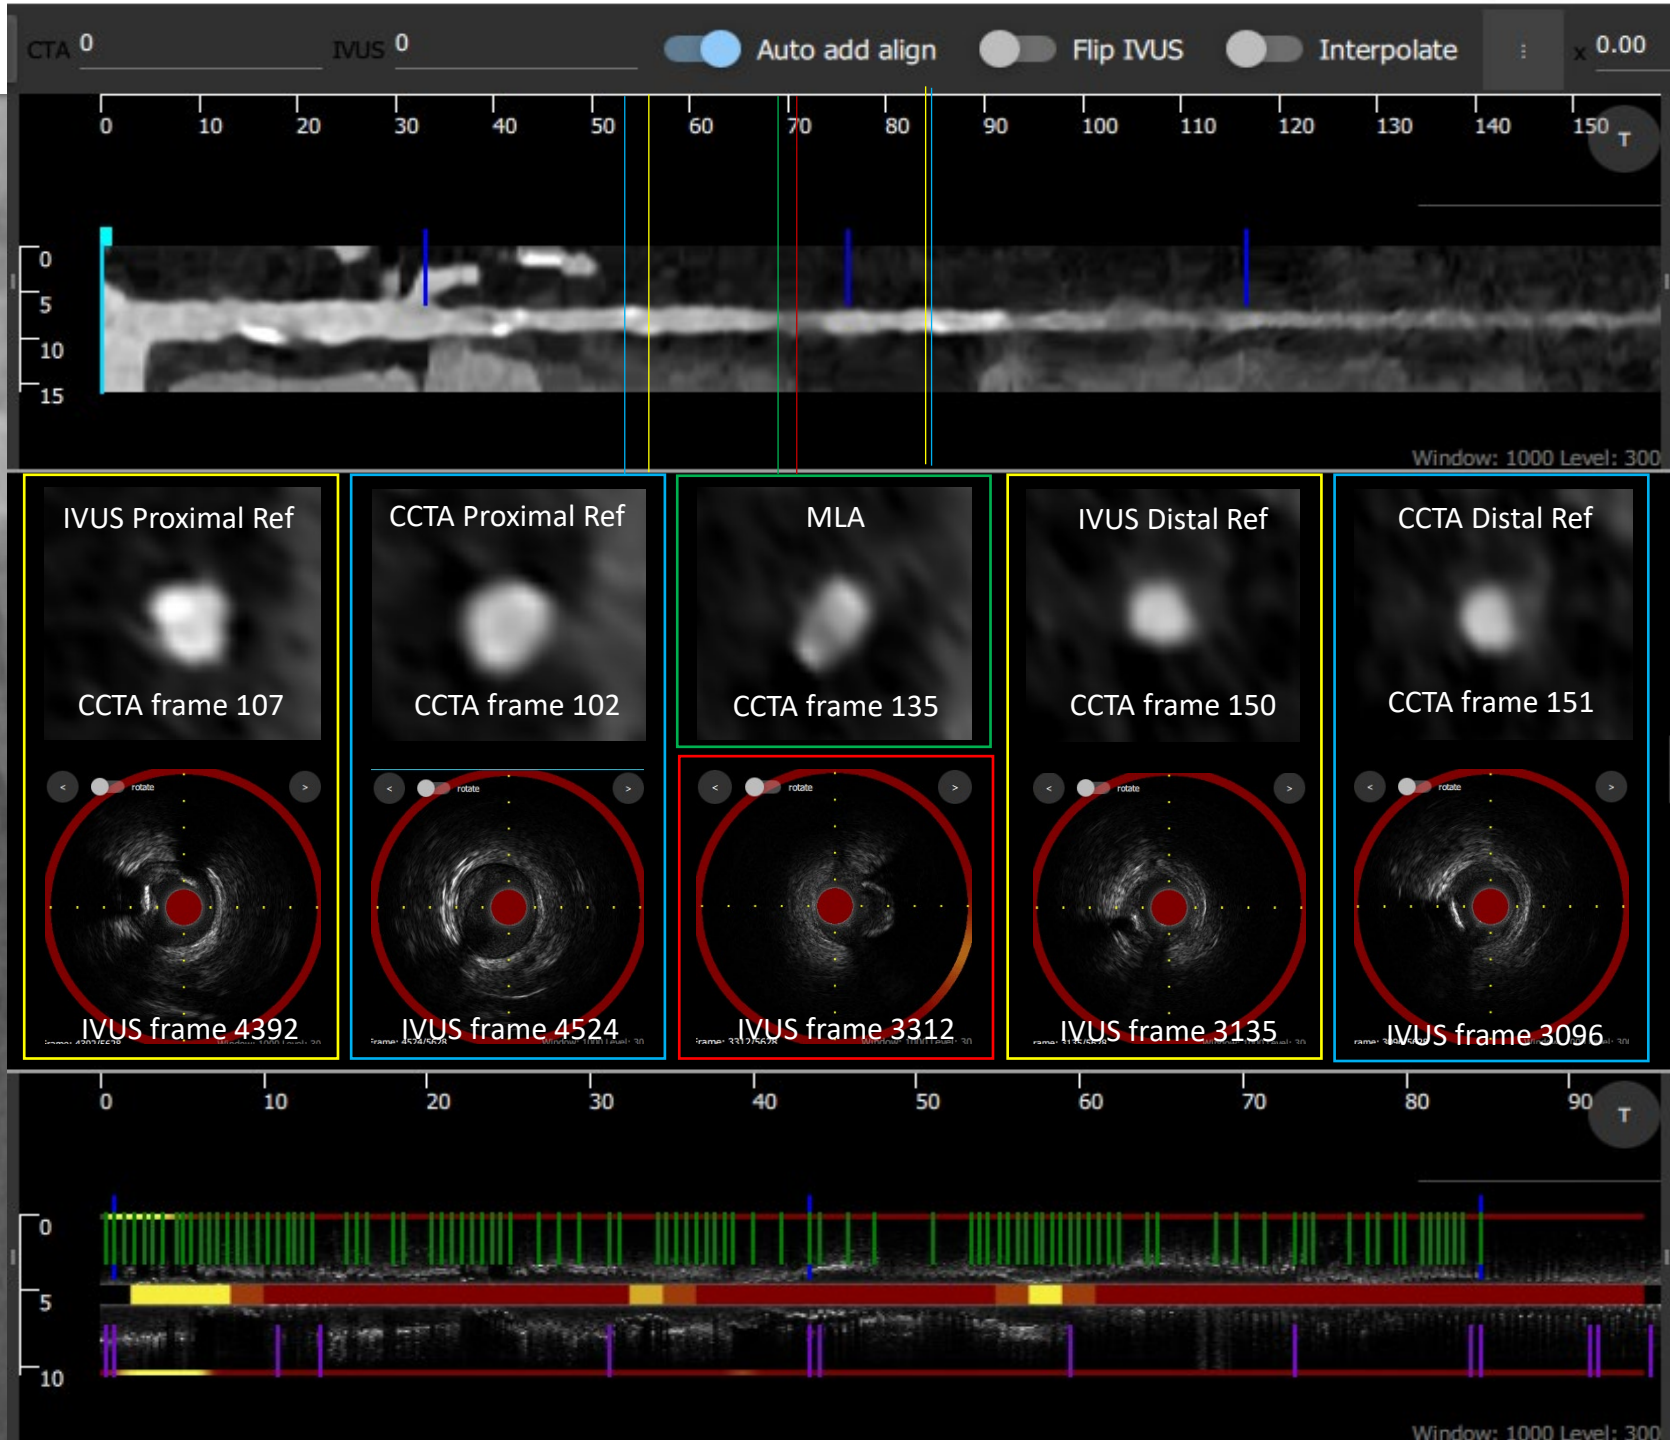 CTA 0 IVUS 0 Auto add align Flip IVUS Interpolate ⋮ x 0.00
0 10 20 30 40 50 60 70 80 90 100 110 120 130 140 150 T
0
5
10
15
Window: 1000 Level: 300
IVUS Proximal Ref
CCTA frame 107
< rotate >
IVUS frame 4392
CCTA Proximal Ref
CCTA frame 102
< rotate >
IVUS frame 4524
MLA
CCTA frame 135
< rotate >
IVUS frame 3312
IVUS Distal Ref
CCTA frame 150
< rotate >
IVUS frame 3135
CCTA Distal Ref
CCTA frame 151
< rotate >
IVUS frame 3096
0 10 20 30 40 50 60 70 80 90 T
0
5
10
Window: 1000 Level: 300